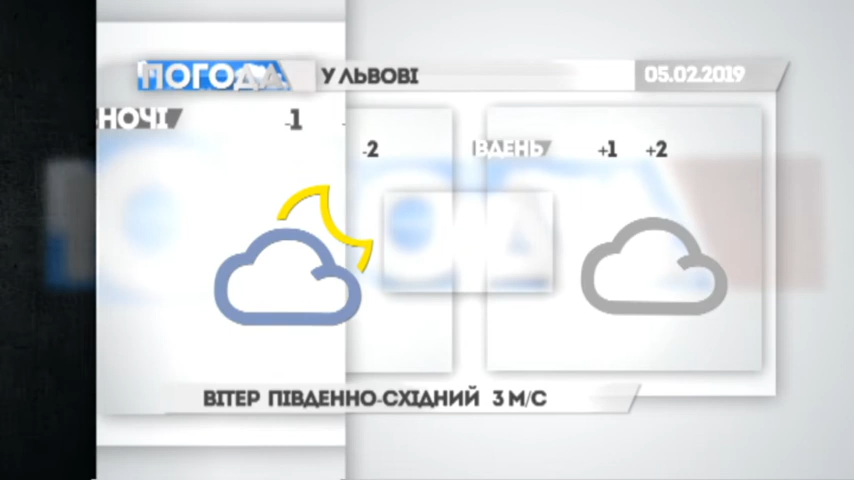 ПОГОДА У ЛЬВОВІ 05.02.2019
НОЧІ -1 -2
ВДЕНЬ +1 +2
ВІТЕР ПІВДЕННО-СХІДНИЙ 3 М/С